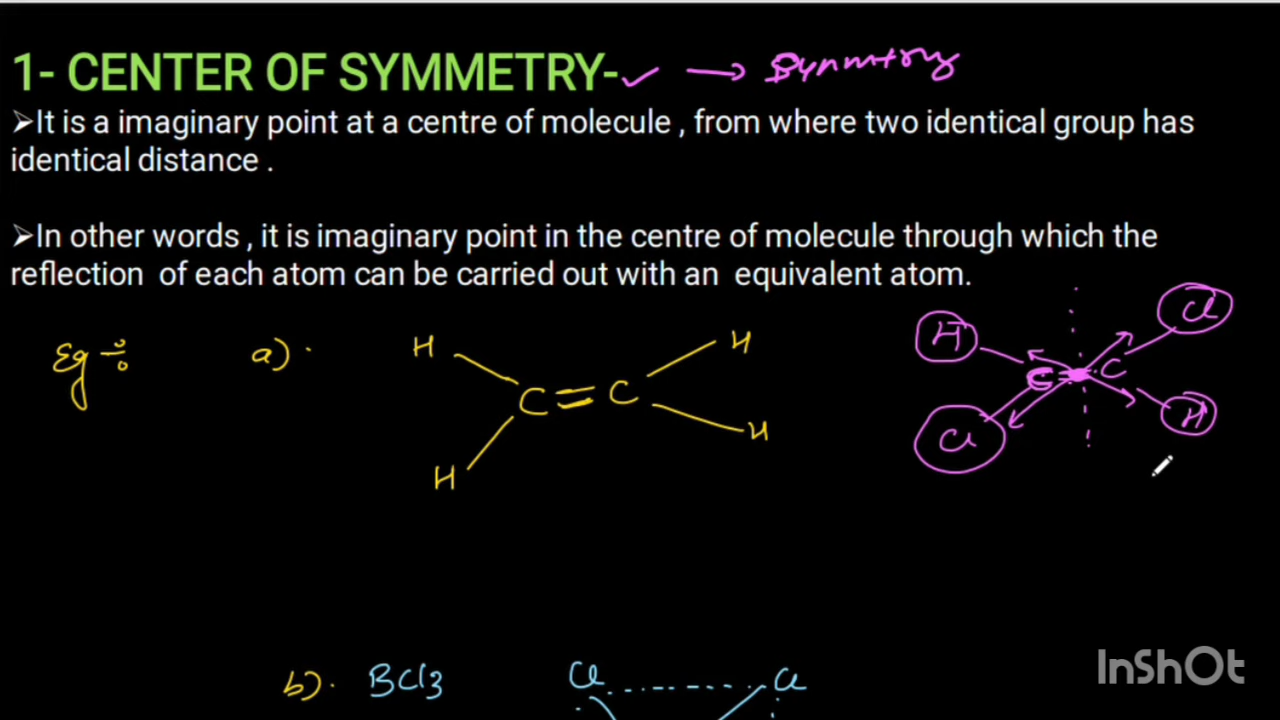 1- CENTER OF SYMMETRY-✓ → Symmetry
➢It is a imaginary point at a centre of molecule , from where two identical group has
identical distance .
➢In other words , it is imaginary point in the centre of molecule through which the
reflection of each atom can be carried out with an equivalent atom.
Eg ÷ a).
H H
C=C
H H
H Cl
C=C
Cl H
b). BCl3
Cl Cl
InShOt